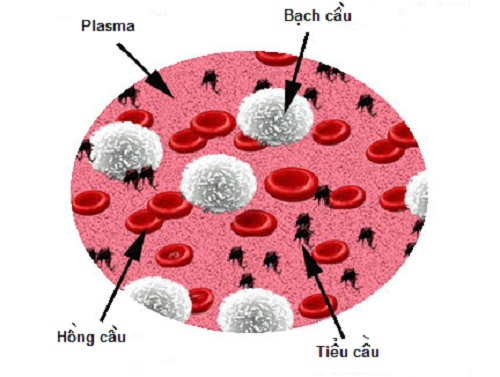 Bạch cầu
Plasma
Hồng cầu
Tiểu cầu